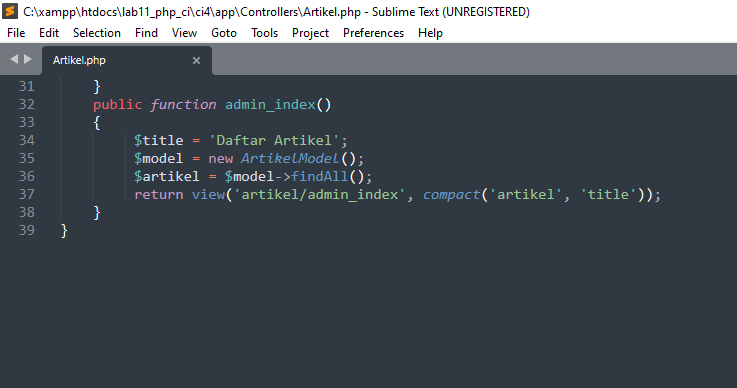 C:\xampp\htdocs\lab11_php_ci\ci4\app\Controllers\Artikel.php - Sublime Text (UNREGISTERED)
File Edit Selection Find View Goto Tools Project Preferences Help
Artikel.php ×
31 }
32 public function admin_index()
33 {
34 $title = 'Daftar Artikel';
35 $model = new ArtikelModel();
36 $artikel = $model->findAll();
37 return view('artikel/admin_index', compact('artikel', 'title'));
38 }
39 }